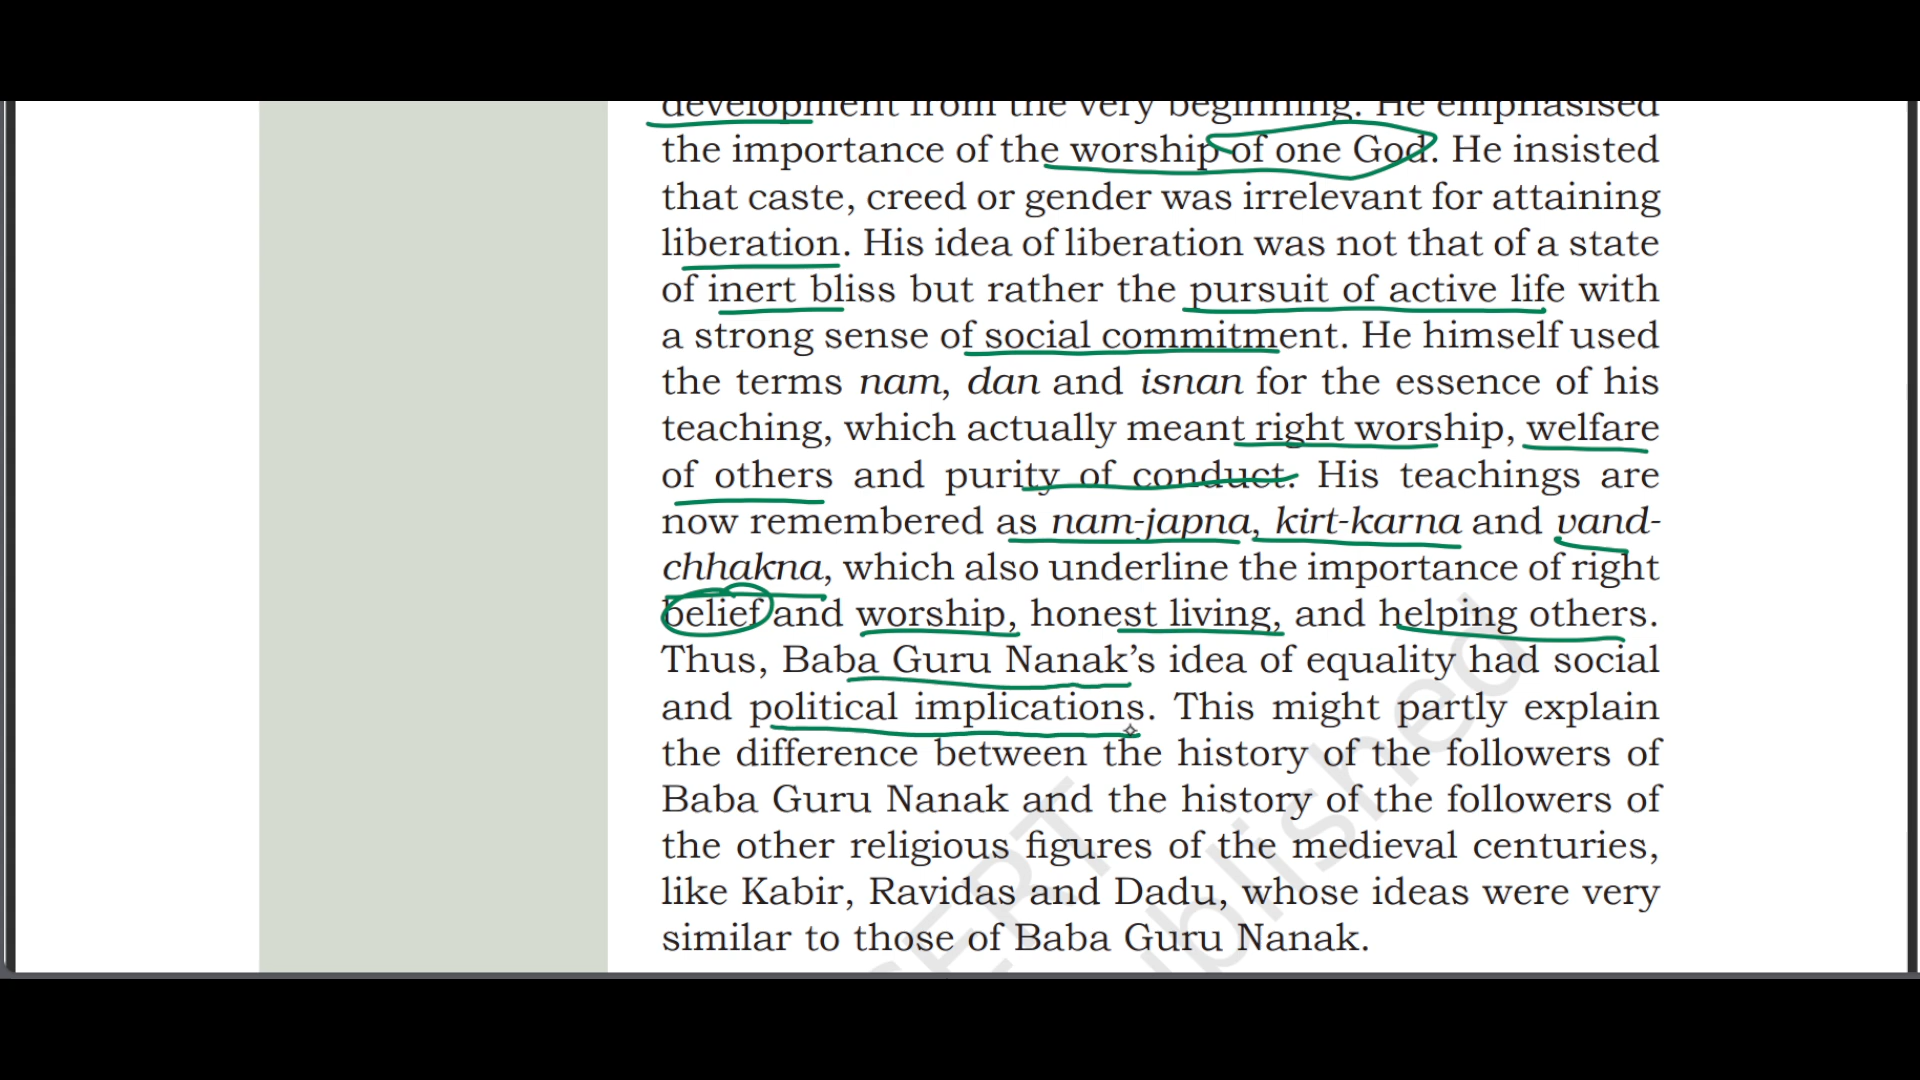 development from the very beginning. He emphasised
the importance of the worship of one God. He insisted
that caste, creed or gender was irrelevant for attaining
liberation. His idea of liberation was not that of a state
of inert bliss but rather the pursuit of active life with
a strong sense of social commitment. He himself used
the terms nam, dan and isnan for the essence of his
teaching, which actually meant right worship, welfare
of others and purity of conduct. His teachings are
now remembered as nam-japna, kirt-karna and vand-
chhakna, which also underline the importance of right
belief and worship, honest living, and helping others.
Thus, Baba Guru Nanak’s idea of equality had social
and political implications. This might partly explain
the difference between the history of the followers of
Baba Guru Nanak and the history of the followers of
the other religious figures of the medieval centuries,
like Kabir, Ravidas and Dadu, whose ideas were very
similar to those of Baba Guru Nanak.